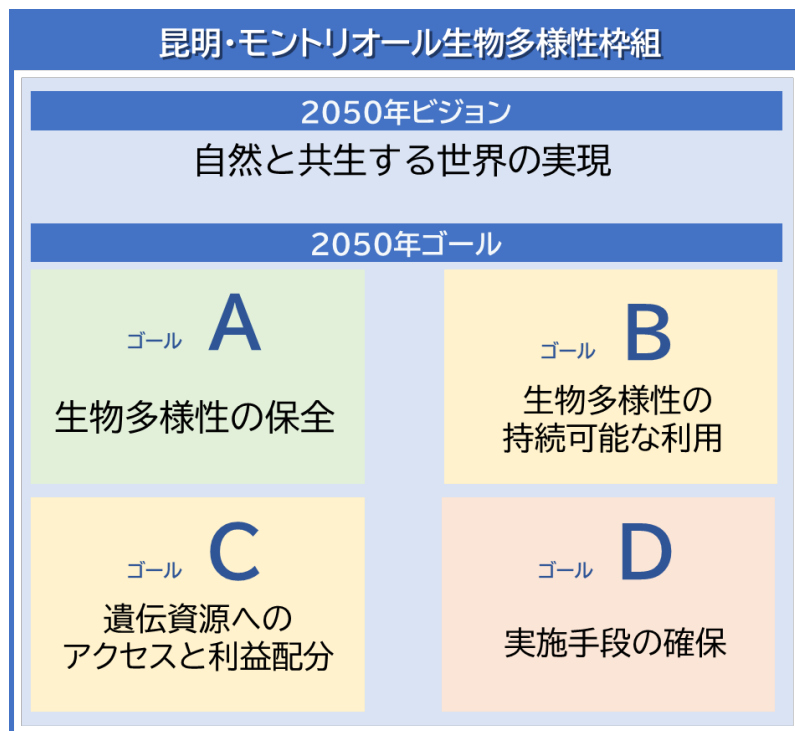 昆明・モントリオール生物多様性枠組
2050年ビジョン
自然と共生する世界の実現
2050年ゴール
ゴール A
生物多様性の保全
ゴール B
生物多様性の
持続可能な利用
ゴール C
遺伝資源への
アクセスと利益配分
ゴール D
実施手段の確保